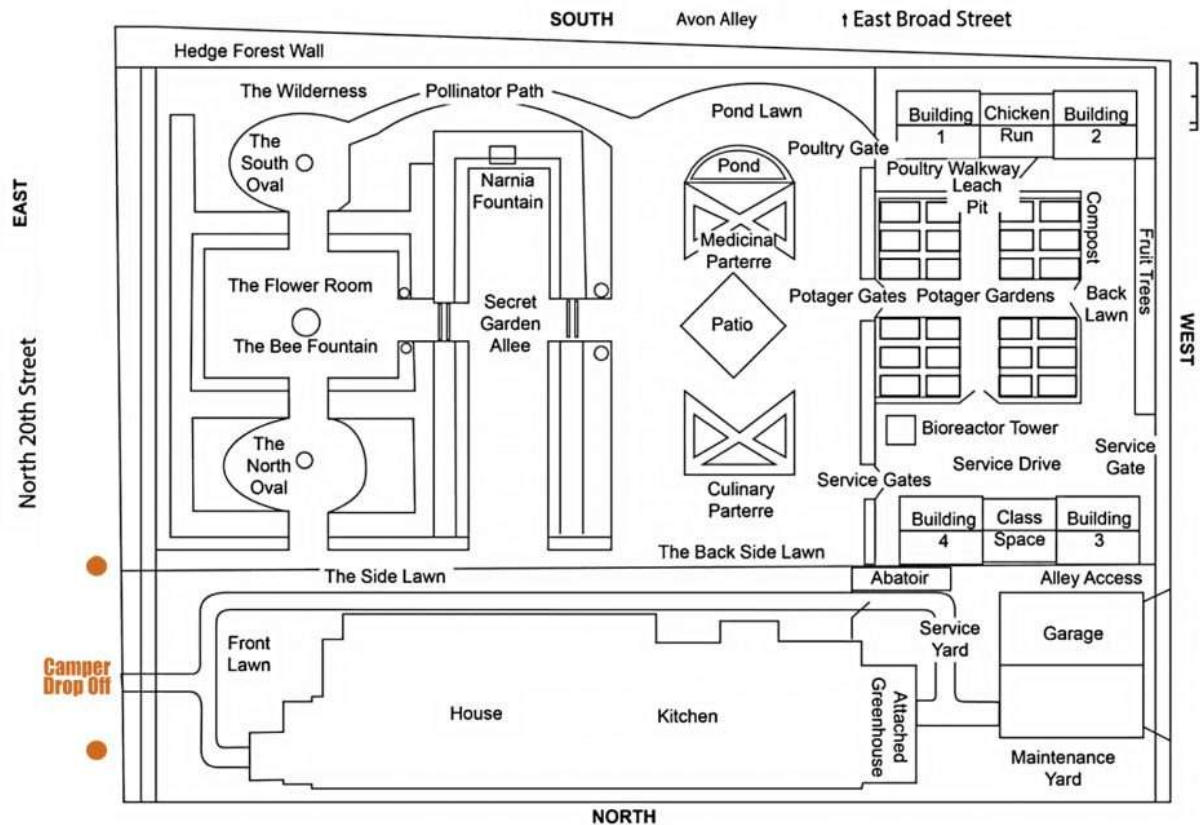 SOUTH
Avon Alley
↑ East Broad Street
Hedge Forest Wall
The Wilderness
Pollinator Path
Pond Lawn
Building
1
Chicken
Run
Building
2
The
South
Oval
Narnia
Fountain
Pond
Poultry Gate
Poultry Walkway
Leach
Pit
Compost
Fruit Trees
EAST
Medicinal
Parterre
The Flower Room
The Bee Fountain
Secret
Garden
Allee
Patio
Potager Gates
Potager Gardens
Back
Lawn
WEST
North 20th Street
The
North
Oval
Culinary
Parterre
Bioreactor Tower
Service Drive
Service
Gate
Service Gates
Building
4
Class
Space
Building
3
The Back Side Lawn
The Side Lawn
Abatoir
Alley Access
Camper
Drop Off
Front
Lawn
House
Kitchen
Attached
Greenhouse
Service
Yard
Garage
Maintenance
Yard
NORTH